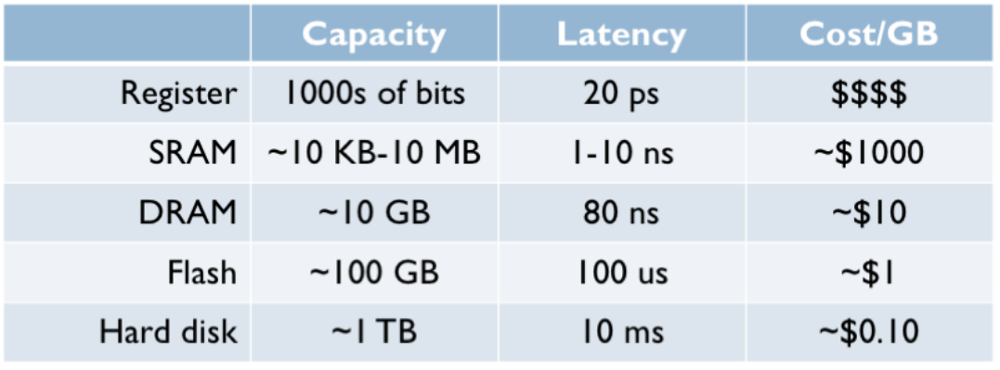 Capacity Latency Cost/GB
Register 1000s of bits 20 ps $$$$
SRAM ~10 KB-10 MB 1-10 ns ~$1000
DRAM ~10 GB 80 ns ~$10
Flash ~100 GB 100 us ~$1
Hard disk ~1 TB 10 ms ~$0.10